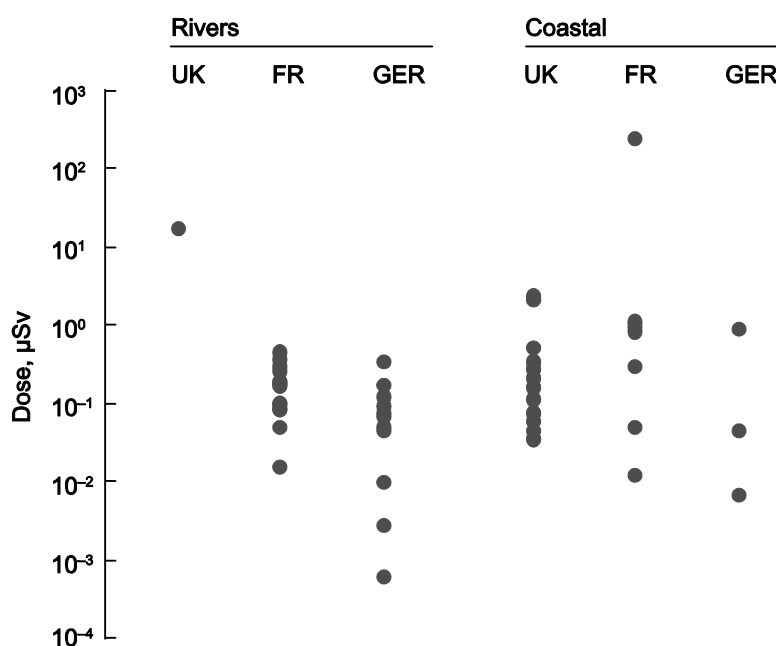 Rivers Coastal
UK FR GER UK FR GER
10³
10²
10¹
10⁰
10⁻¹
10⁻²
10⁻³
10⁻⁴
Dose, µSv